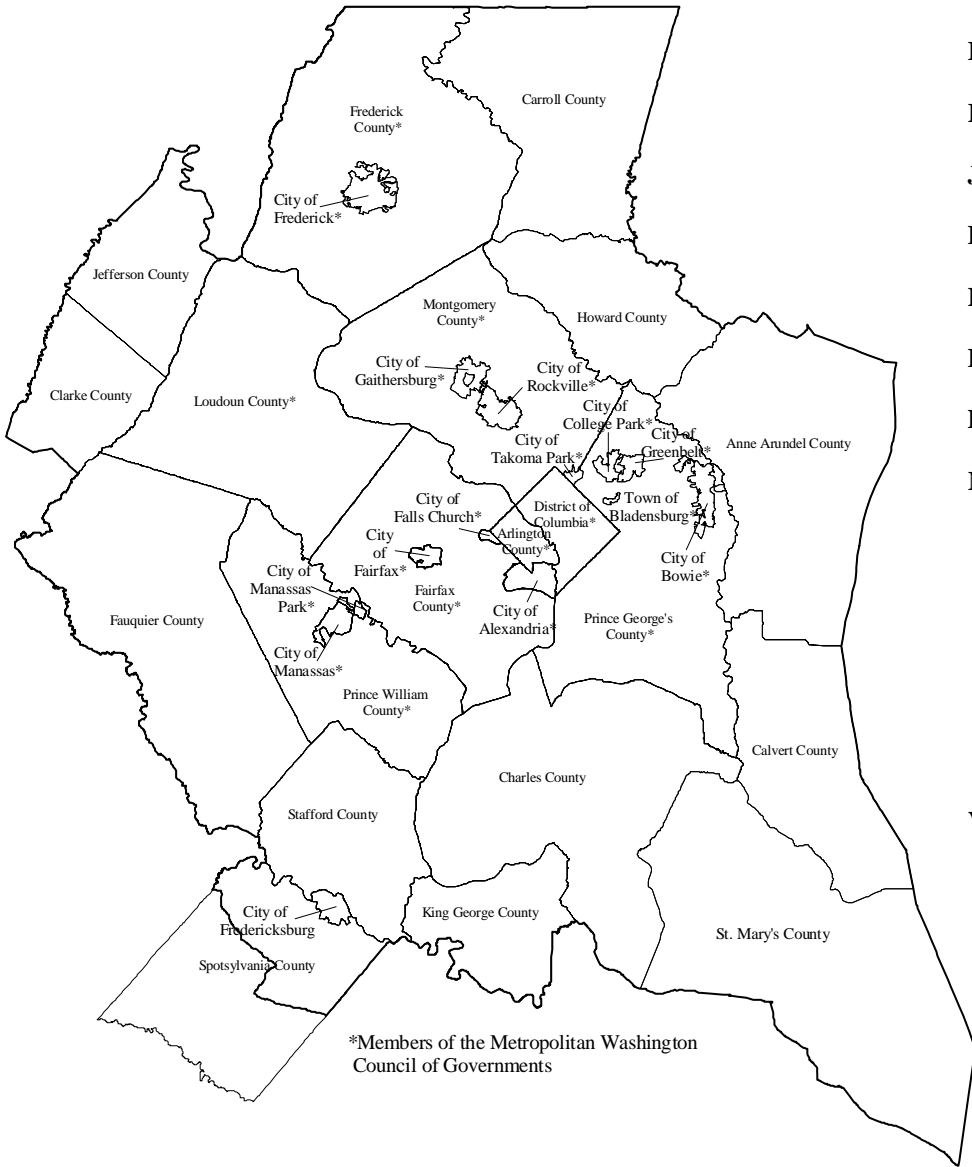 Carroll County
Frederick
County*
City of
Frederick*
Jefferson County
Montgomery
County*
Howard County
City of
Gaithersburg*
City of
Rockville*
Clarke County
Loudoun County*
City of
College Park*
City of
Greenbelt*
Anne Arundel County
City of
Takoma Park*
City of
Falls Church*
District of
Columbia*
Town of
Bladensburg*
Arlington
County*
City
of
Fairfax*
City of
Bowie*
City of
Manassas
Park*
Fairfax
County*
City of
Alexandria*
Prince George's
County*
Fauquier County
City of
Manassas*
Prince William
County*
Calvert County
Charles County
Stafford County
City of
Fredericksburg
King George County
St. Mary's County
Spotsylvania County
*Members of the Metropolitan Washington
Council of Governments